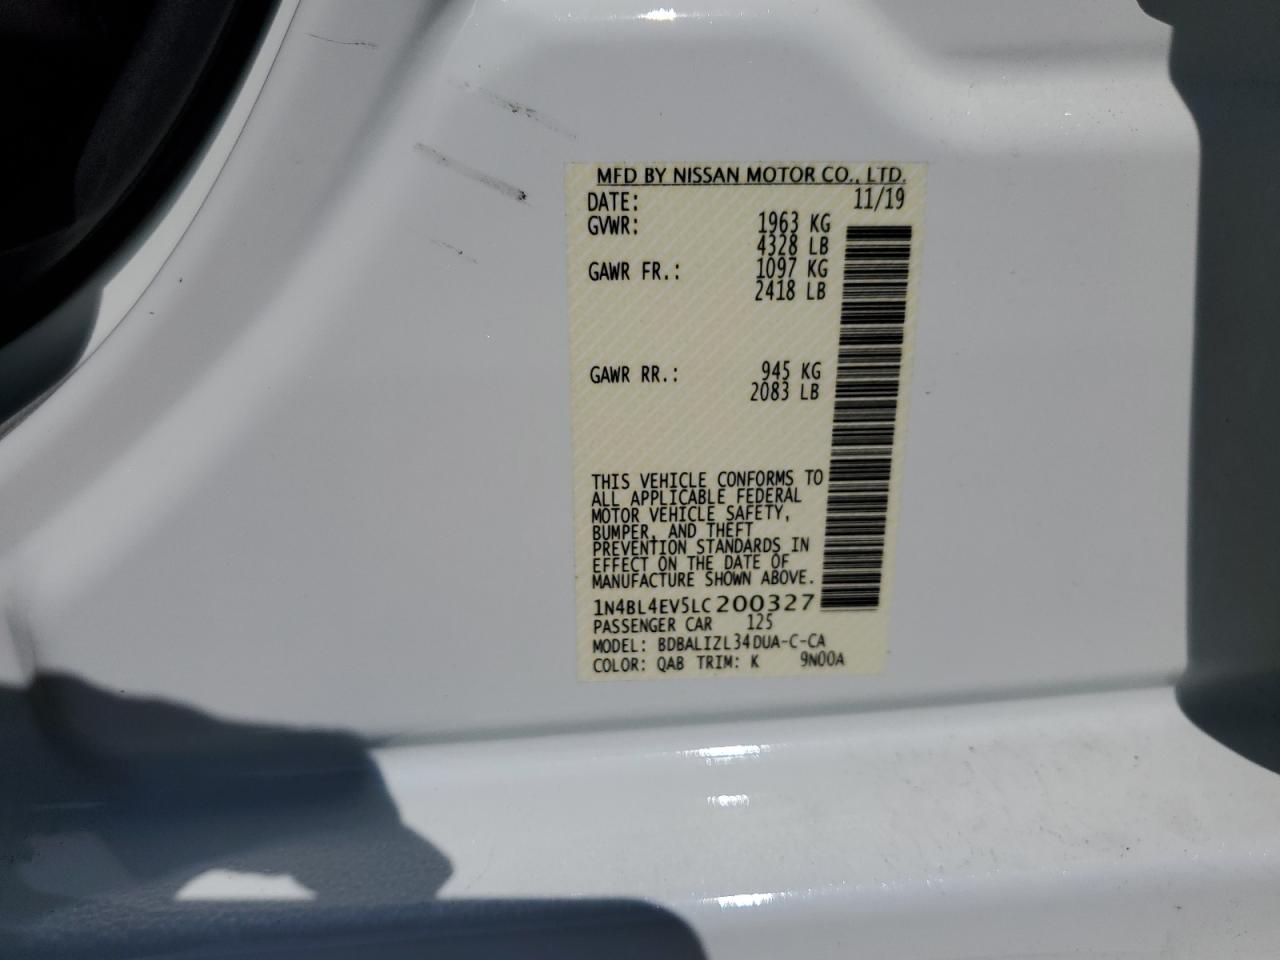 MFD BY NISSAN MOTOR CO., LTD.
DATE: 11/19
GVWR: 1963 KG
4328 LB
GAWR FR.: 1097 KG
2418 LB
GAWR RR.: 945 KG
2083 LB
THIS VEHICLE CONFORMS TO
ALL APPLICABLE FEDERAL
MOTOR VEHICLE SAFETY,
BUMPER, AND THEFT
PREVENTION STANDARDS IN
EFFECT ON THE DATE OF
MANUFACTURE SHOWN ABOVE.
1N4BL4EV5LC200327
PASSENGER CAR 125
MODEL: BDBALIZL34DUA-C-CA
COLOR: QAB TRIM: K 9N00A